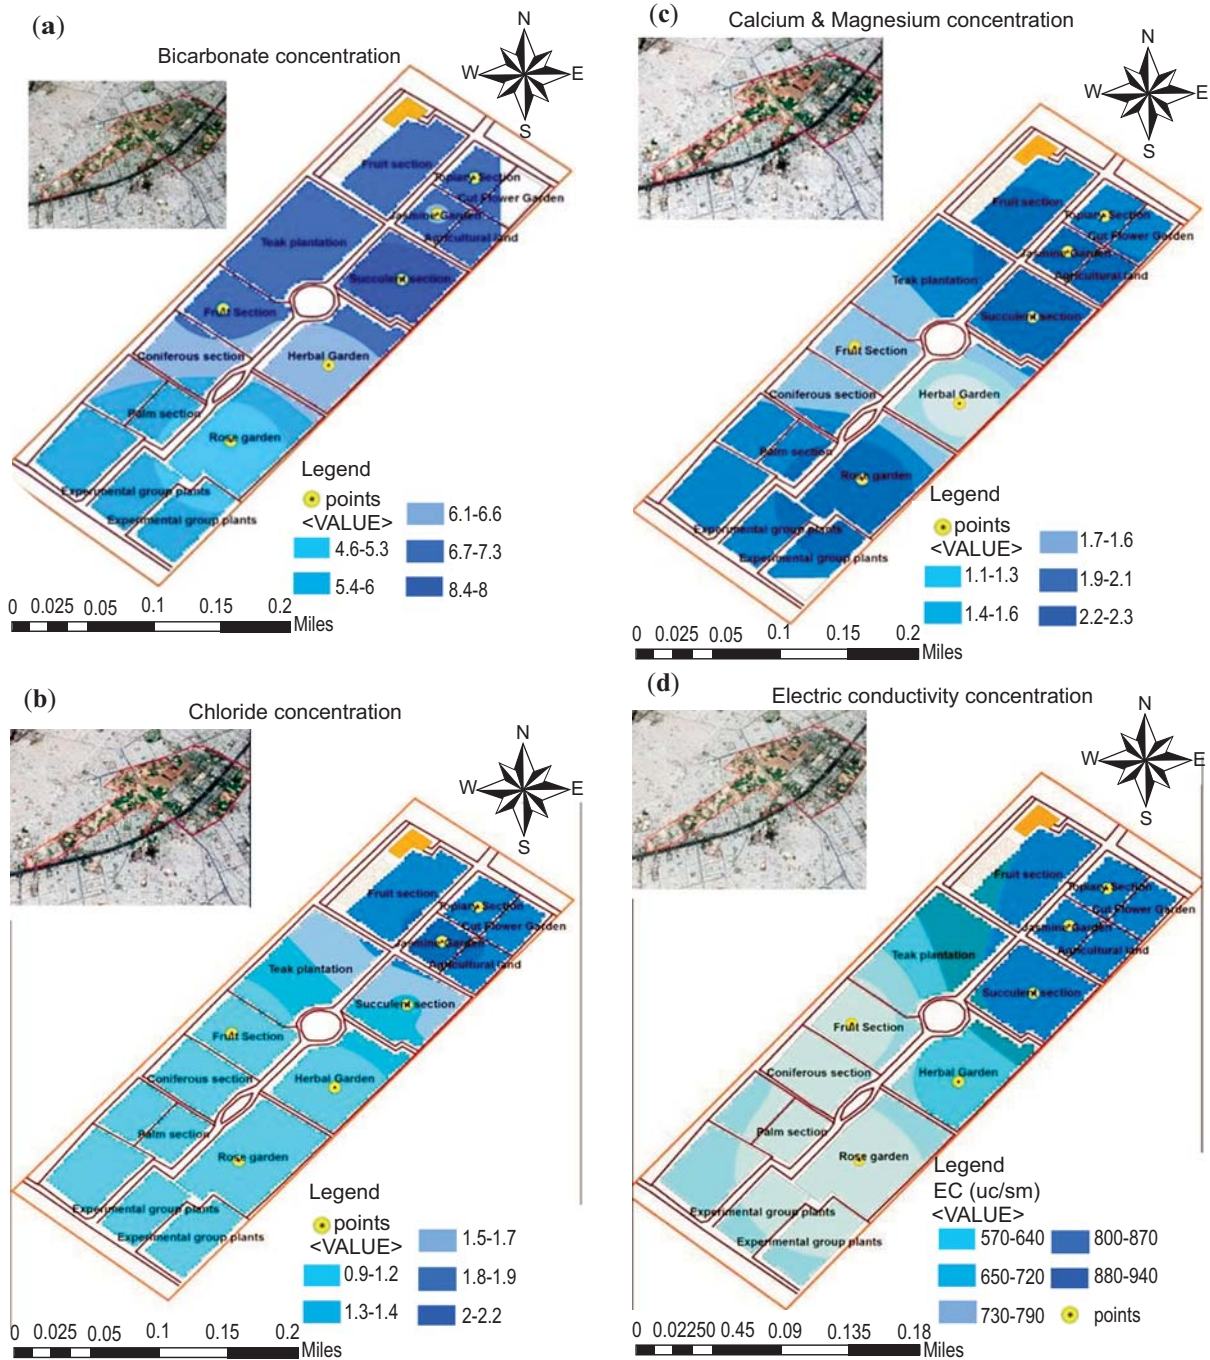 (a)
Bicarbonate concentration
N
W
E
S
Fruit section
Topiary Section
Cut Flower Garden
Jasmine Garden
Agricultural land
Teak plantation
Succulent section
Fruit Section
Coniferous section
Herbal Garden
Palm section
Rose garden
Experimental group plants
Experimental group plants
Legend
points
<VALUE>
4.6-5.3
5.4-6
6.1-6.6
6.7-7.3
8.4-8
0 0.025 0.05 0.1 0.15 0.2
Miles
(c)
Calcium & Magnesium concentration
N
W
E
S
Fruit section
Topiary Section
Cut Flower Garden
Jasmine Garden
Agricultural land
Teak plantation
Succulent section
Fruit Section
Coniferous section
Herbal Garden
Palm section
Rose garden
Experimental group plants
Experimental group plants
Legend
points
<VALUE>
1.1-1.3
1.4-1.6
1.7-1.6
1.9-2.1
2.2-2.3
0 0.025 0.05 0.1 0.15 0.2
Miles
(b)
Chloride concentration
N
W
E
S
Fruit section
Topiary Section
Cut Flower Garden
Jasmine Garden
Agricultural land
Teak plantation
Succulent section
Fruit Section
Coniferous section
Herbal Garden
Palm section
Rose garden
Experimental group plants
Experimental group plants
Legend
points
<VALUE>
0.9-1.2
1.3-1.4
1.5-1.7
1.8-1.9
2-2.2
0 0.025 0.05 0.1 0.15 0.2
Miles
(d)
Electric conductivity concentration
N
W
E
S
Fruit section
Topiary Section
Cut Flower Garden
Jasmine Garden
Agricultural land
Teak plantation
Succulent section
Fruit Section
Coniferous section
Herbal Garden
Palm section
Rose garden
Experimental group plants
Experimental group plants
Legend
EC (uc/sm)
<VALUE>
570-640
650-720
730-790
800-870
880-940
points
0 0.02250 0.45 0.09 0.135 0.18
Miles